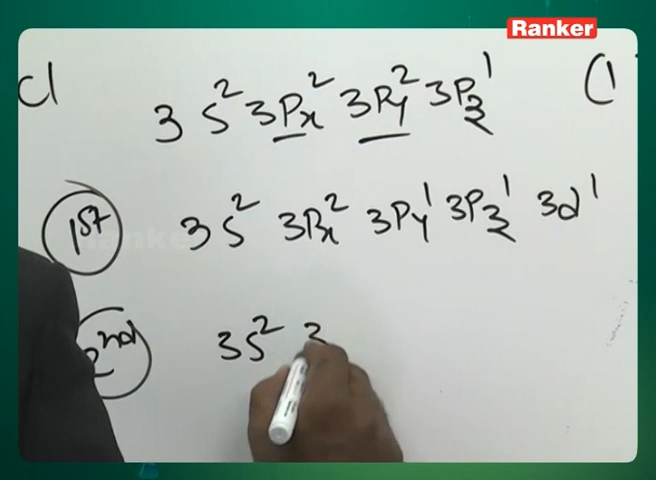 Ranker
Cl 3s² 3Px² 3Py² 3Pz¹ (1
1st 3s² 3Px² 3Py¹ 3Pz¹ 3d¹
2nd 3s² 3